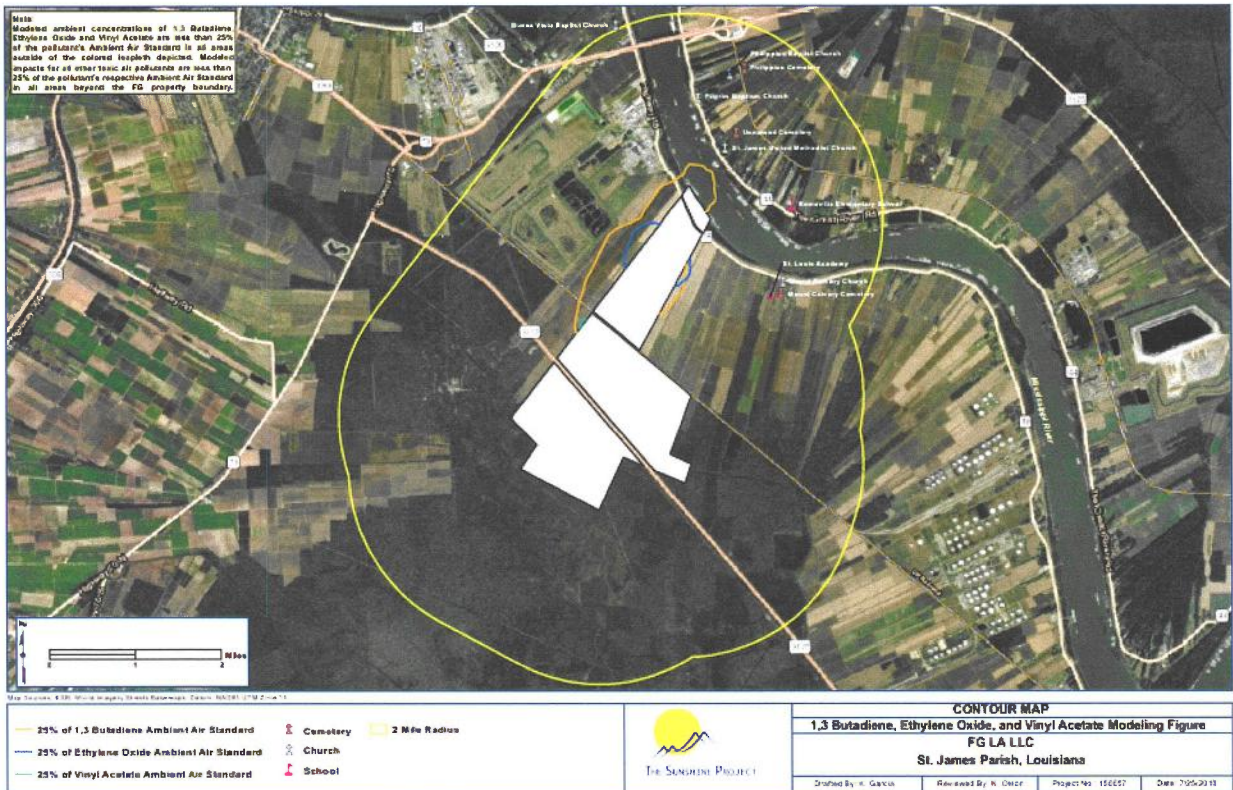 Note:
Modeled ambient concentrations of 1,3 Butadiene,
Ethylene Oxide and Vinyl Acetate are less than 25%
of the pollutant's Ambient Air Standard in all areas
outside of the colored isopleth depicted. Modeled
impacts for all other toxic air pollutants are less than
25% of the pollutant's respective Ambient Air Standard
in all areas beyond the FG property boundary.
Buena Vista Baptist Church
Philippian Baptist Church
Philippian Cemetery
Pilgrim Baptist Church
Unnamed Cemetery
St. James United Methodist Church
Elementary School
St. Louis Academy
Mount Calvary Church
Mount Calvary Cemetery
Mississippi River
0 1 2 Miles
25% of 1,3 Butadiene Ambient Air Standard
25% of Ethylene Oxide Ambient Air Standard
25% of Vinyl Acetate Ambient Air Standard
Cemetery
Church
School
2 Mile Radius
THE SUNSHINE PROJECT
CONTOUR MAP
1,3 Butadiene, Ethylene Oxide, and Vinyl Acetate Modeling Figure
FG LA LLC
St. James Parish, Louisiana
Drafted By: K. Garcia
Reviewed By: K.
Project No.:
Date: